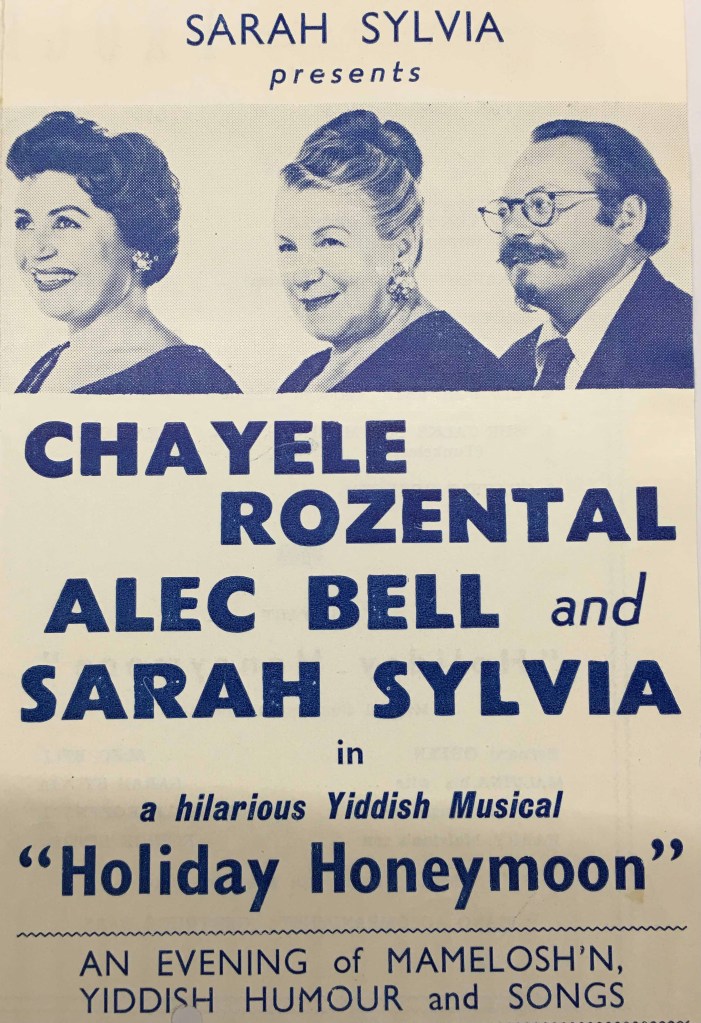 SARAH SYLVIA
presents
CHAYELE
ROZENTAL
ALEC BELL and
SARAH SYLVIA
in
a hilarious Yiddish Musical
“Holiday Honeymoon”
AN EVENING of MAMELOSH'N,
YIDDISH HUMOUR and SONGS